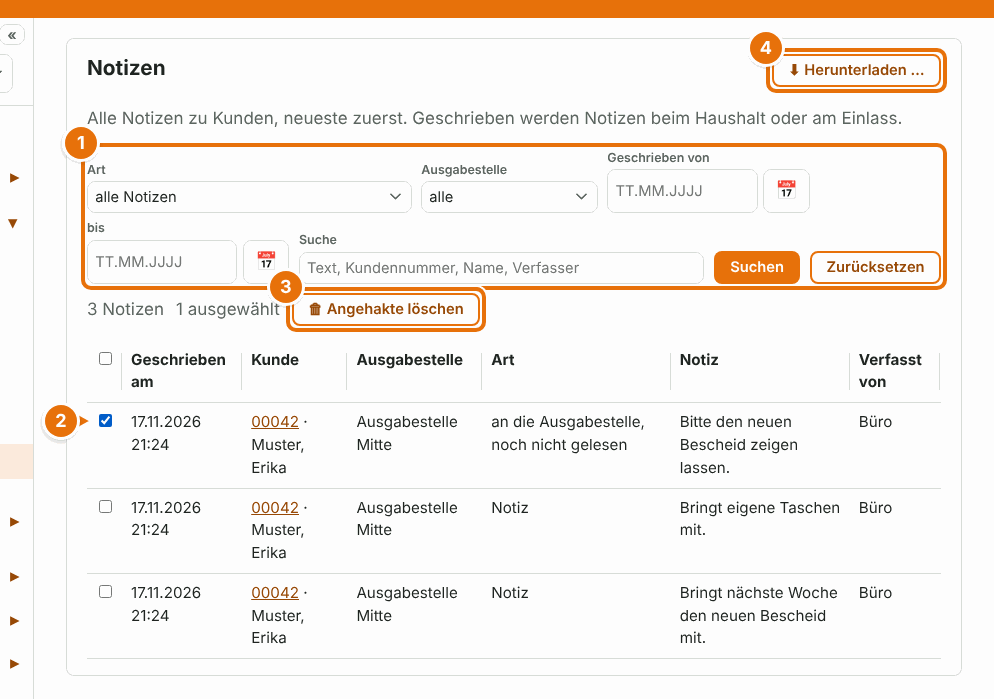 «
4
Notizen
⬇ Herunterladen ...
Alle Notizen zu Kunden, neueste zuerst. Geschrieben werden Notizen beim Haushalt oder am Einlass.
1
Art
Ausgabestelle
Geschrieben von
alle Notizen
alle
TT.MM.JJJJ
bis
Suche
TT.MM.JJJJ
Text, Kundennummer, Name, Verfasser
Suchen
Zurücksetzen
3
3 Notizen 1 ausgewählt
Angehakte löschen
Geschrieben am
Kunde
Ausgabestelle
Art
Notiz
Verfasst von
2
17.11.2026
21:24
00042 ·
Muster,
Erika
Ausgabestelle
Mitte
an die Ausgabestelle,
noch nicht gelesen
Bitte den neuen
Bescheid zeigen
lassen.
Büro
17.11.2026
21:24
00042 ·
Muster,
Erika
Ausgabestelle
Mitte
Notiz
Bringt eigene Taschen
mit.
Büro
17.11.2026
21:24
00042 ·
Muster,
Erika
Ausgabestelle
Mitte
Notiz
Bringt nächste Woche
den neuen Bescheid
mit.
Büro